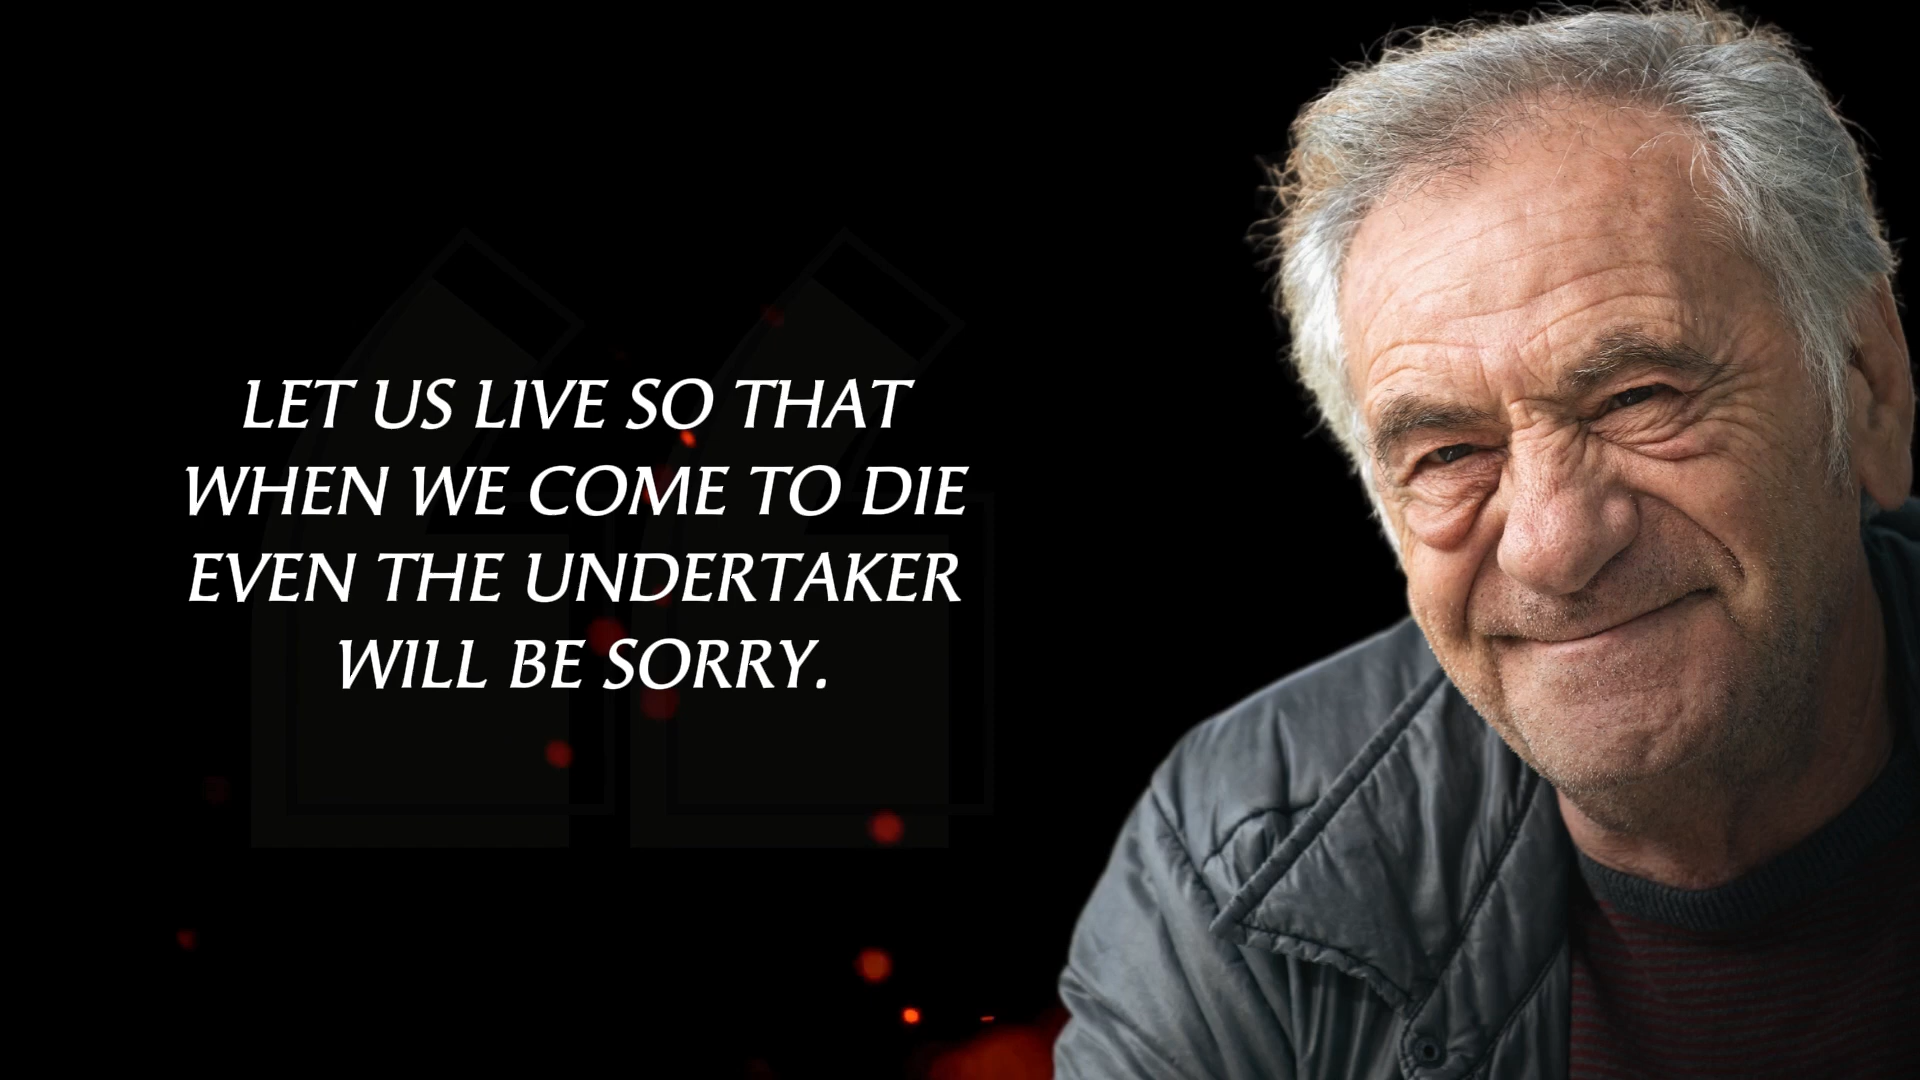 LET US LIVE SO THAT
WHEN WE COME TO DIE
EVEN THE UNDERTAKER
WILL BE SORRY.